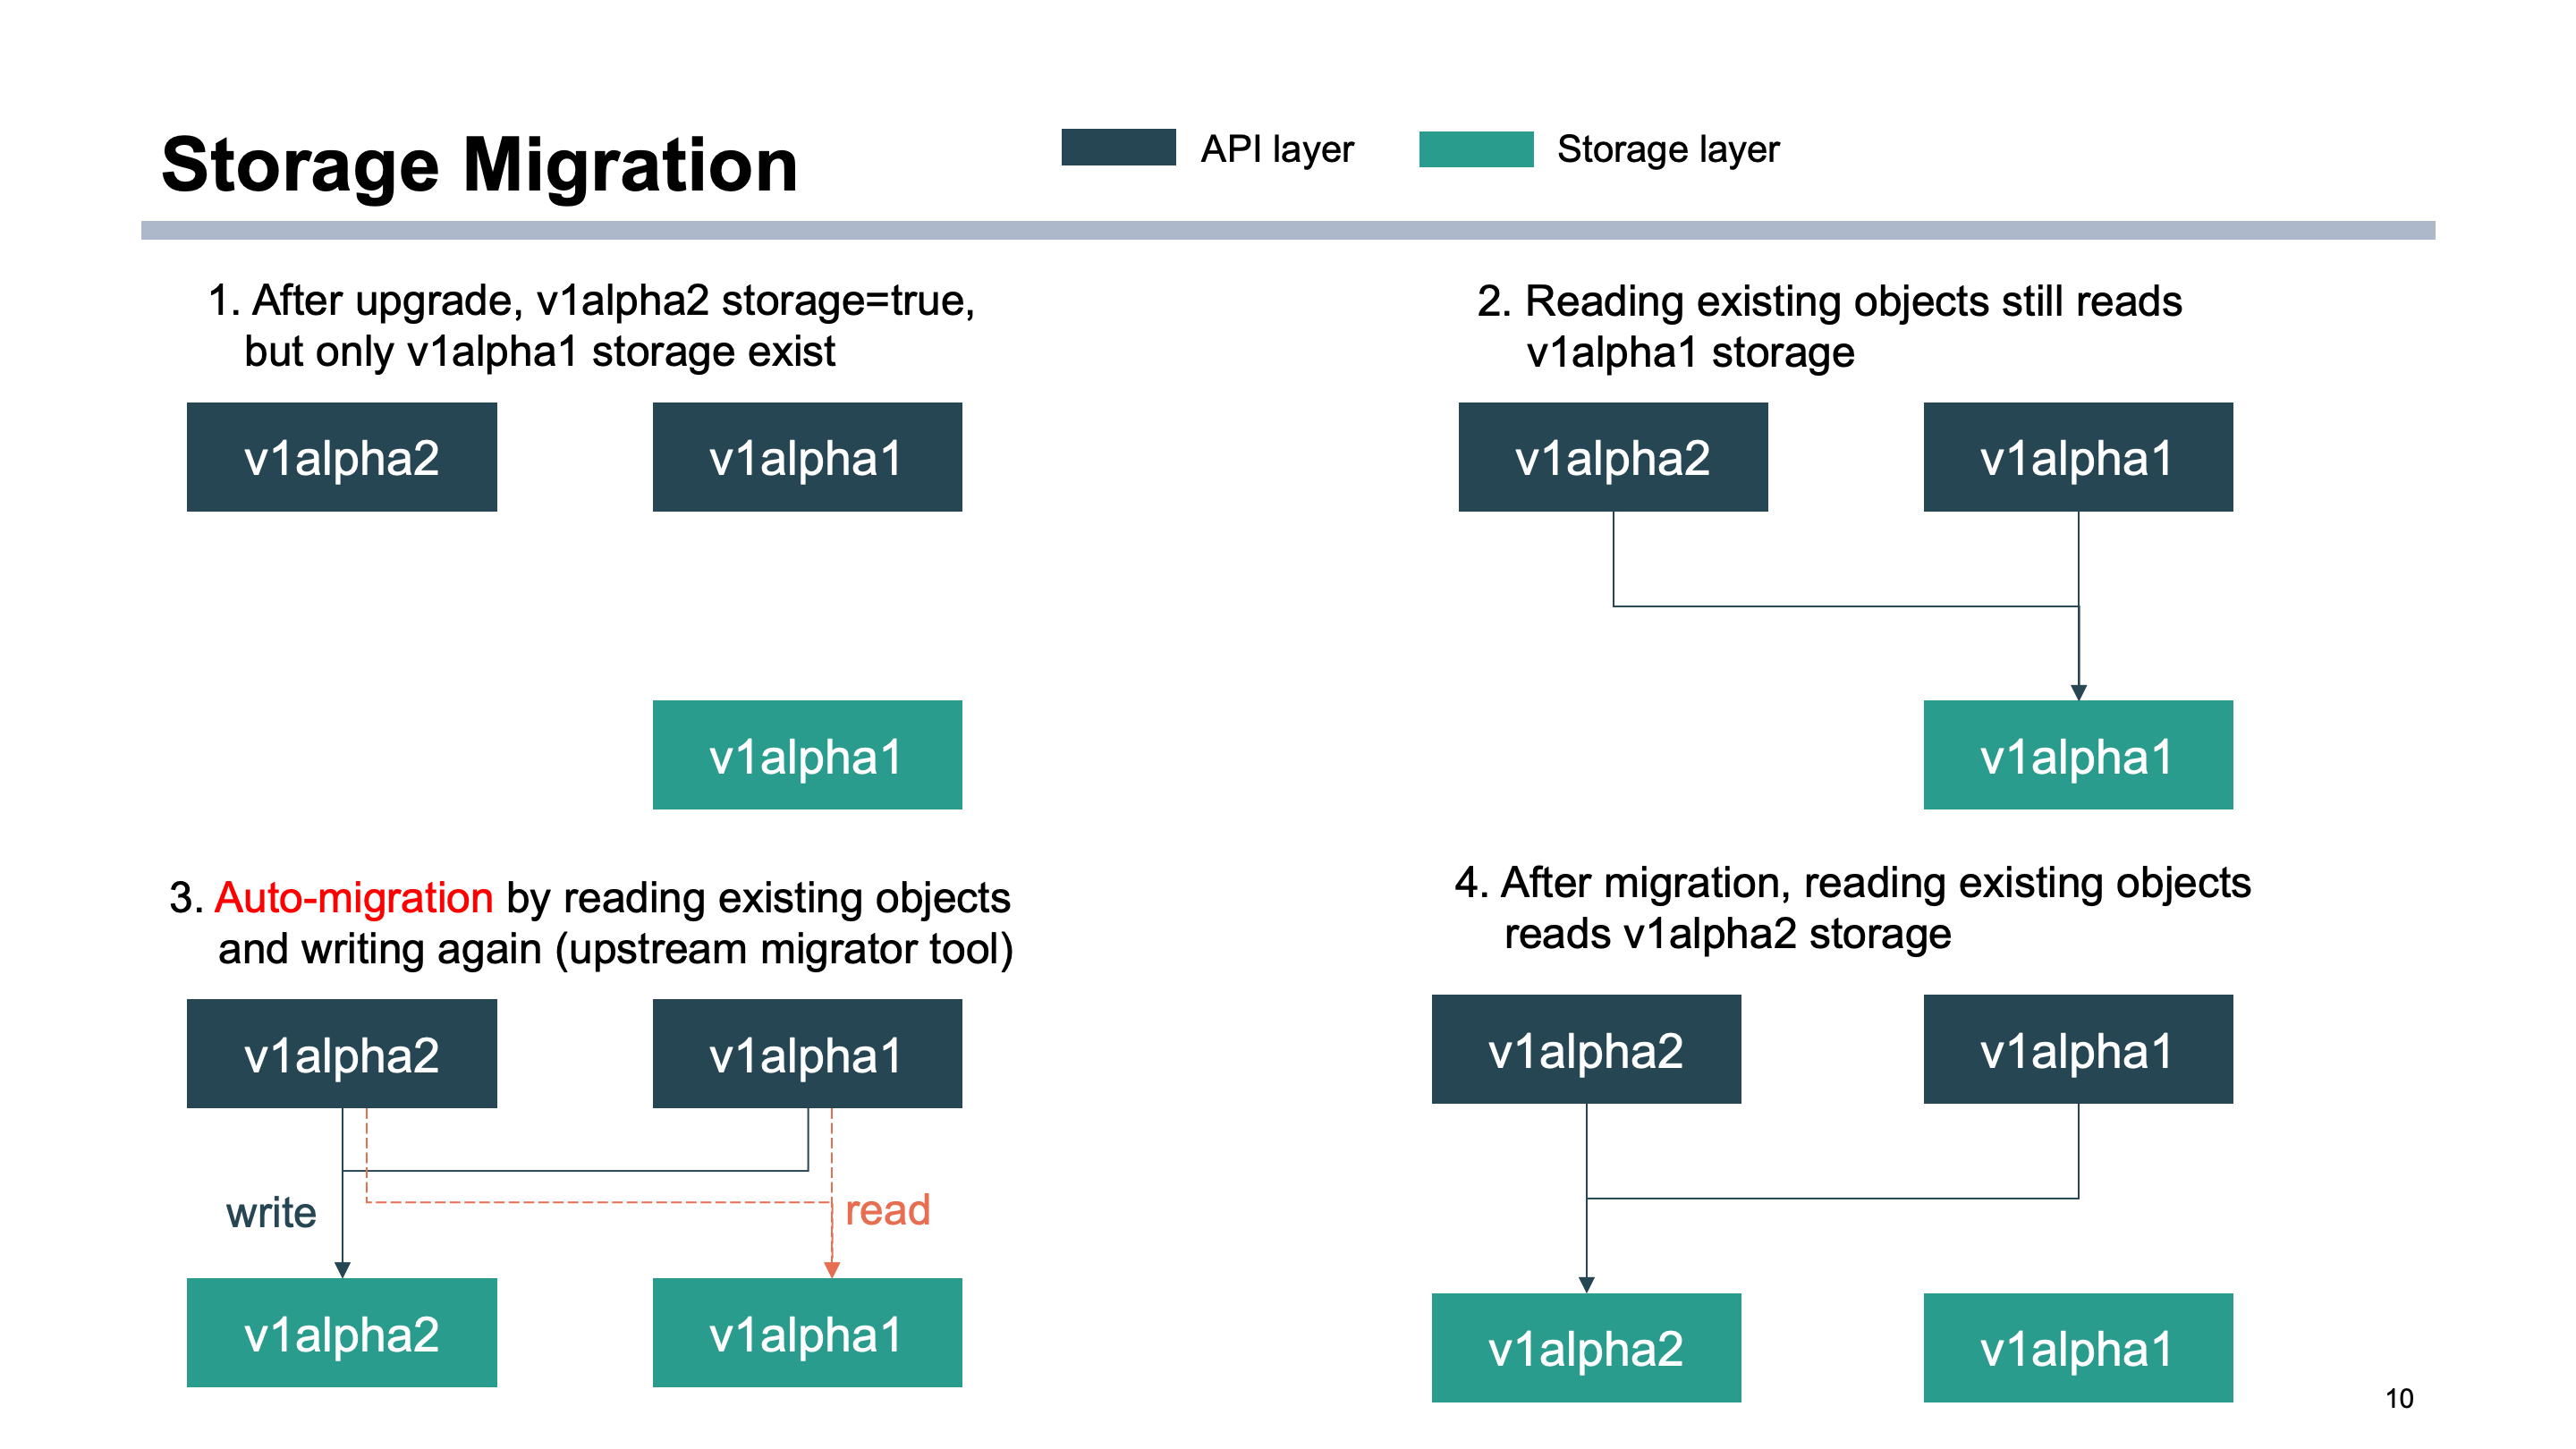 Storage Migration
API layer
Storage layer
1. After upgrade, v1alpha2 storage=true,
but only v1alpha1 storage exist
v1alpha2
v1alpha1
v1alpha1
2. Reading existing objects still reads
v1alpha1 storage
v1alpha2
v1alpha1
v1alpha1
3. Auto-migration by reading existing objects
and writing again (upstream migrator tool)
v1alpha2
v1alpha1
write
read
v1alpha2
v1alpha1
4. After migration, reading existing objects
reads v1alpha2 storage
v1alpha2
v1alpha1
v1alpha2
v1alpha1
10